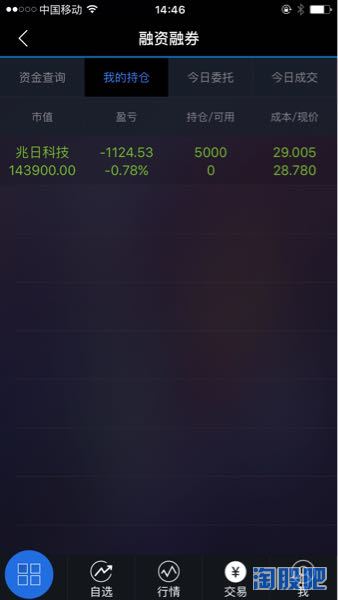 中国移动 14:46
融资融券
资金查询 我的持仓 今日委托 今日成交
市值 盈亏 持仓/可用 成本/现价
兆日科技 -1124.53 5000 29.005
143900.00 -0.78% 0 28.780
自选 行情 交易 我
淘股吧